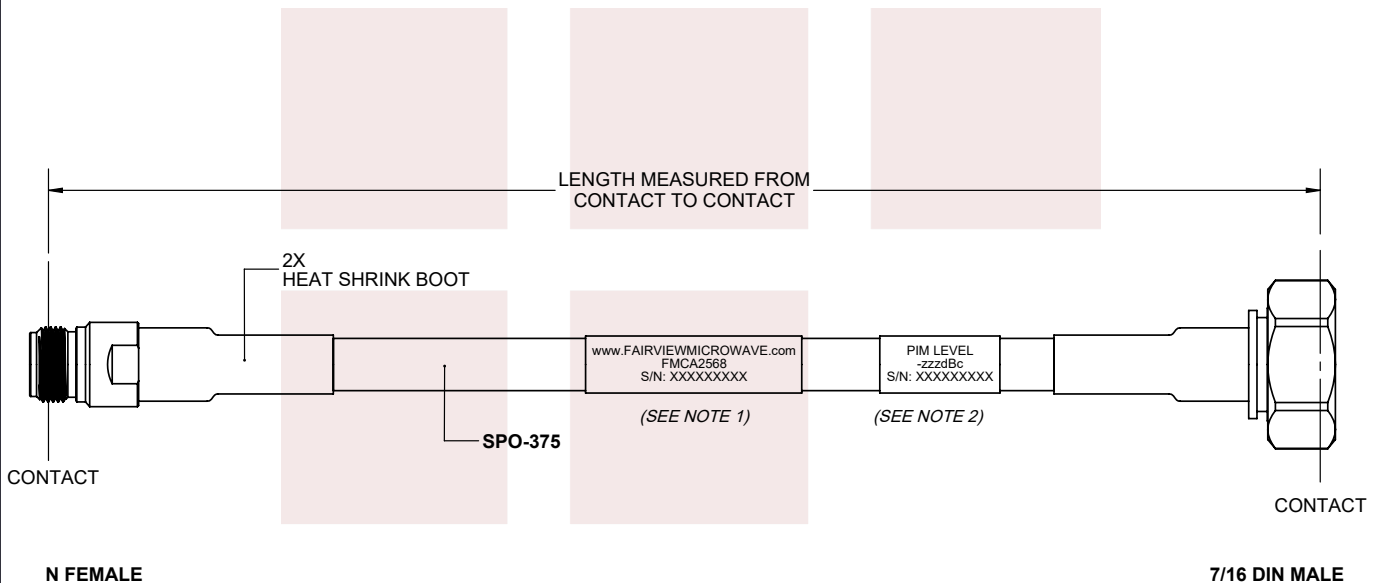 LENGTH MEASURED FROM
CONTACT TO CONTACT
2X
HEAT SHRINK BOOT
www.FAIRVIEWMICROWAVE.com
FMCA2568
S/N: XXXXXXXXX
PIM LEVEL
-zzzdBc
S/N: XXXXXXXXX
(SEE NOTE 1)
(SEE NOTE 2)
SPO-375
CONTACT
CONTACT
N FEMALE
7/16 DIN MALE